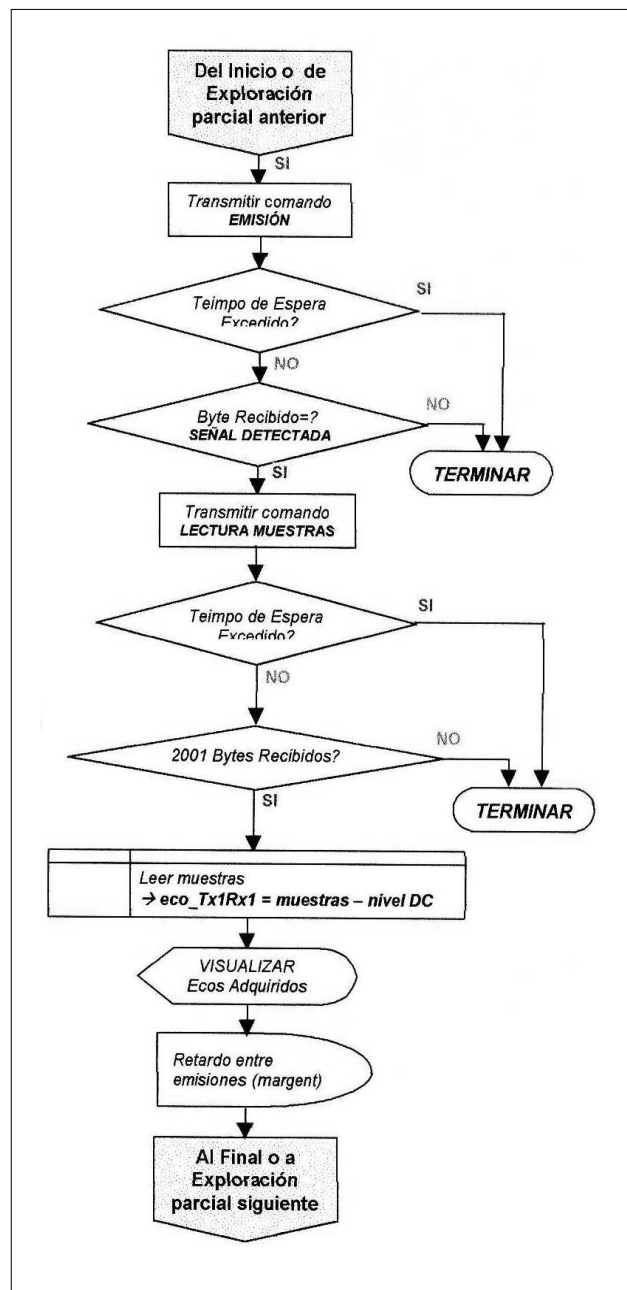 Del Inicio o de
Exploración
parcial anterior
SI
Transmitir comando
EMISIÓN
Teimpo de Espera
Excedido?
SI
NO
Byte Recibido=?
SEÑAL DETECTADA
NO
SI
TERMINAR
Transmitir comando
LECTURA MUESTRAS
Teimpo de Espera
Excedido?
SI
NO
2001 Bytes Recibidos?
NO
SI
TERMINAR
Leer muestras
→ eco_Tx1Rx1 = muestras – nivel DC
VISUALIZAR
Ecos Adquiridos
Retardo entre
emisiones (margent)
Al Final o a
Exploración
parcial siguiente